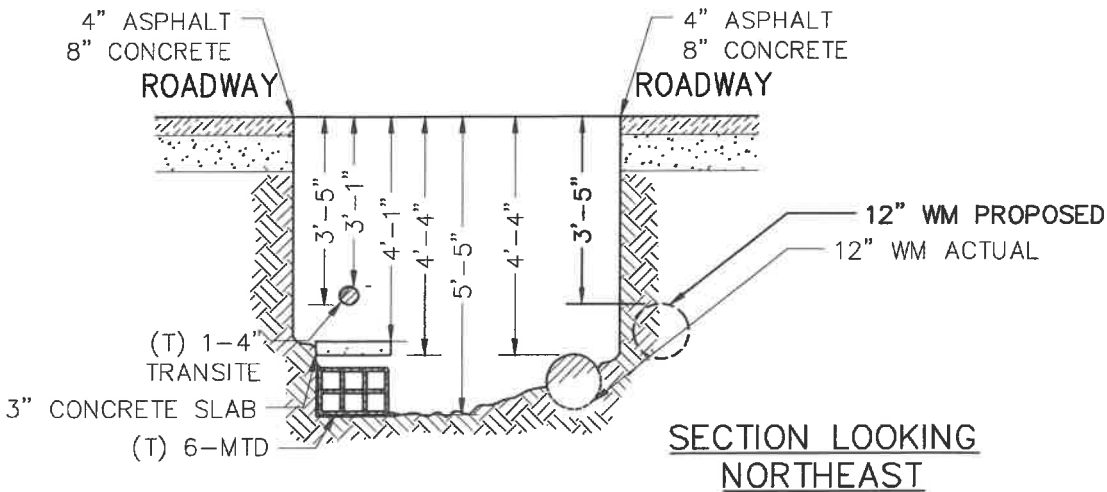 4" ASPHALT
8" CONCRETE
ROADWAY
4" ASPHALT
8" CONCRETE
ROADWAY
3'-5"
3'-1"
4'-1"
4'-4"
5'-5"
4'-4"
3'-5"
12" WM PROPOSED
12" WM ACTUAL
(T) 1-4"
TRANSITE
3" CONCRETE SLAB
(T) 6-MTD
SECTION LOOKING
NORTHEAST